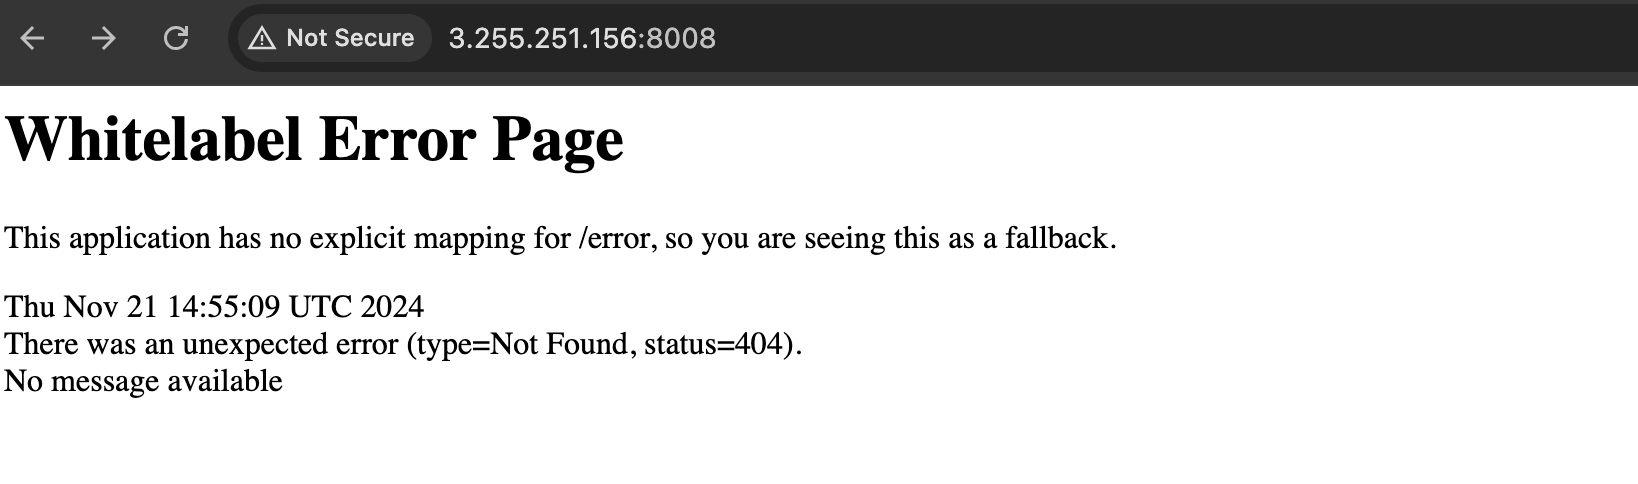 Not Secure 3.255.251.156:8008
Whitelabel Error Page
This application has no explicit mapping for /error, so you are seeing this as a fallback.
Thu Nov 21 14:55:09 UTC 2024
There was an unexpected error (type=Not Found, status=404).
No message available